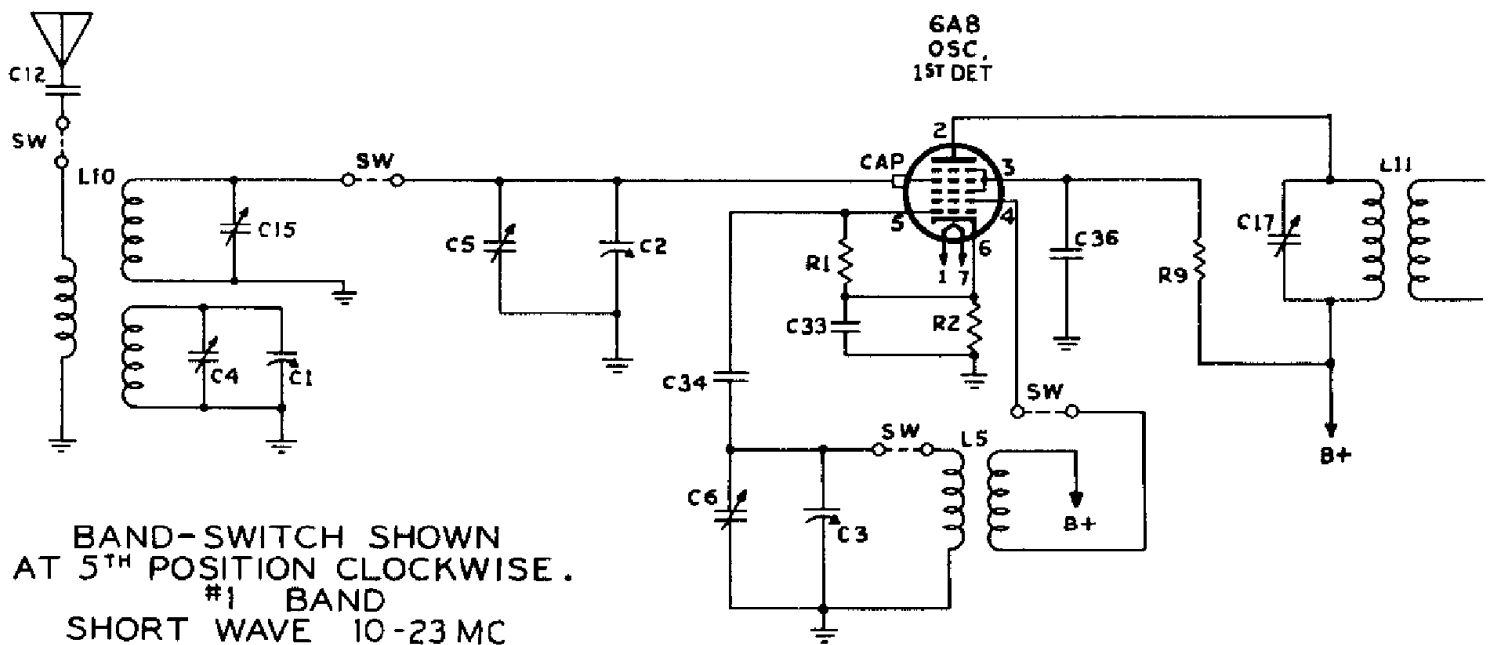 6A8
OSC.
1ST DET
C12
SW
L10
SW
CAP
2
3
4
5
6
1
7
L11
C15
C5
C2
R1
C36
R9
C17
C33
R2
C4
C1
C34
SW
SW
L5
B+
B+
C6
C3
BAND-SWITCH SHOWN
AT 5TH POSITION CLOCKWISE.
#1 BAND
SHORT WAVE 10-23 MC